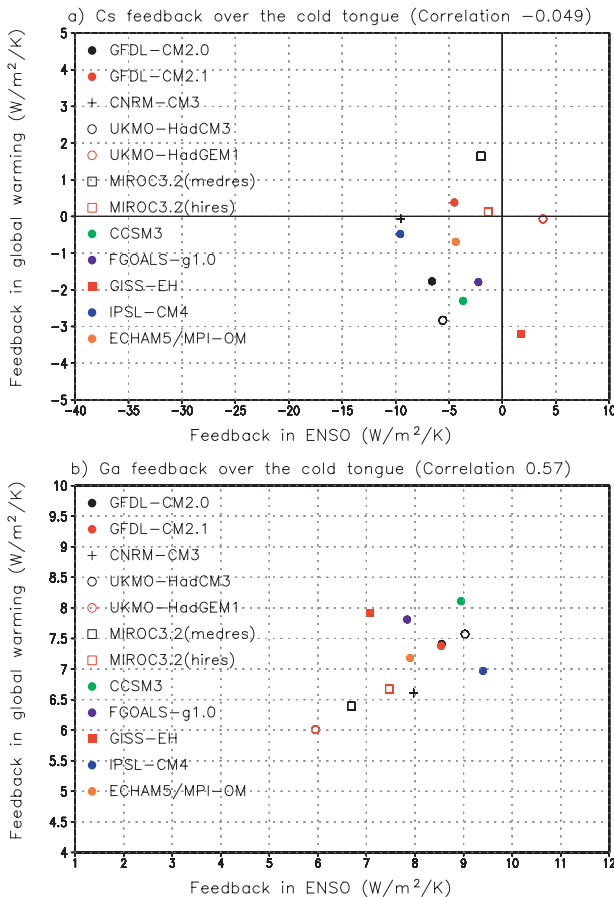 a) Cs feedback over the cold tongue (Correlation −0.049)
Feedback in global warming (W/m²/K)
5
4
3
2
1
0
-1
-2
-3
-4
-5
GFDL−CM2.0
GFDL−CM2.1
CNRM−CM3
UKMO−HadCM3
UKMO−HadGEM1
MIROC3.2(medres)
MIROC3.2(hires)
CCSM3
FGOALS−g1.0
GISS−EH
IPSL−CM4
ECHAM5/MPI−OM
-40 -35 -30 -25 -20 -15 -10 -5 0 5 10
Feedback in ENSO (W/m²/K)
b) Ga feedback over the cold tongue (Correlation 0.57)
Feedback in global warming (W/m²/K)
10
9.5
9
8.5
8
7.5
7
6.5
6
5.5
5
4.5
4
GFDL−CM2.0
GFDL−CM2.1
CNRM−CM3
UKMO−HadCM3
UKMO−HadGEM1
MIROC3.2(medres)
MIROC3.2(hires)
CCSM3
FGOALS−g1.0
GISS−EH
IPSL−CM4
ECHAM5/MPI−OM
1 2 3 4 5 6 7 8 9 10 11 12
Feedback in ENSO (W/m²/K)